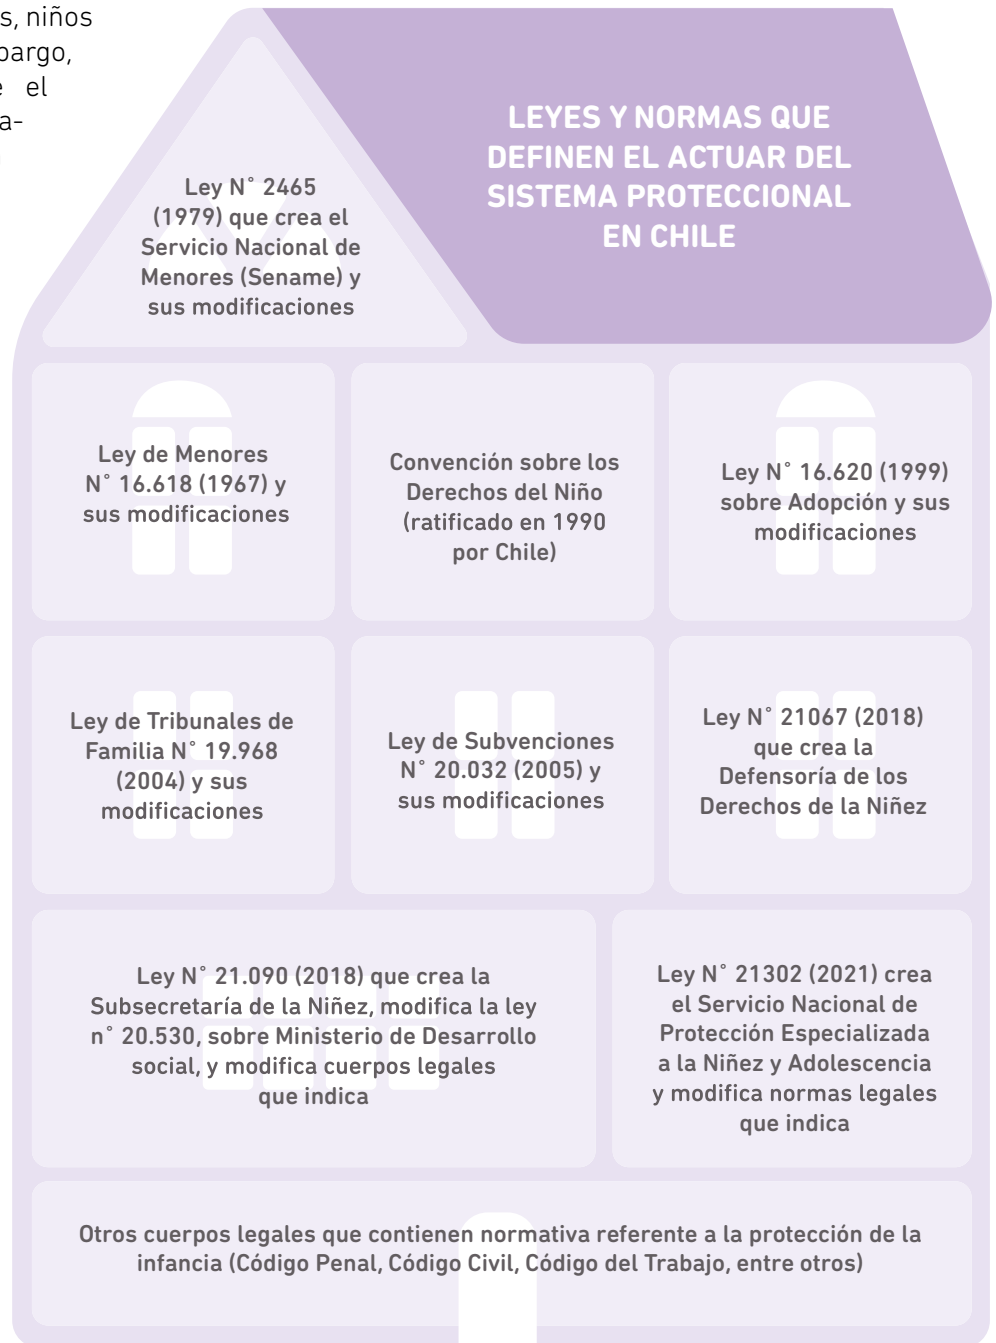 s, niños
bargo,
e el
a-
LEYES Y NORMAS QUE
DEFINEN EL ACTUAR DEL
SISTEMA PROTECCIONAL
EN CHILE
Ley N° 2465
(1979) que crea el
Servicio Nacional de
Menores (Sename) y
sus modificaciones
Ley de Menores
N° 16.618 (1967) y
sus modificaciones
Convención sobre los
Derechos del Niño
(ratificado en 1990
por Chile)
Ley N° 16.620 (1999)
sobre Adopción y sus
modificaciones
Ley de Tribunales de
Familia N° 19.968
(2004) y sus
modificaciones
Ley de Subvenciones
N° 20.032 (2005) y
sus modificaciones
Ley N° 21067 (2018)
que crea la
Defensoría de los
Derechos de la Niñez
Ley N° 21.090 (2018) que crea la
Subsecretaría de la Niñez, modifica la ley
n° 20.530, sobre Ministerio de Desarrollo
social, y modifica cuerpos legales
que indica
Ley N° 21302 (2021) crea
el Servicio Nacional de
Protección Especializada
a la Niñez y Adolescencia
y modifica normas legales
que indica
Otros cuerpos legales que contienen normativa referente a la protección de la
infancia (Código Penal, Código Civil, Código del Trabajo, entre otros)